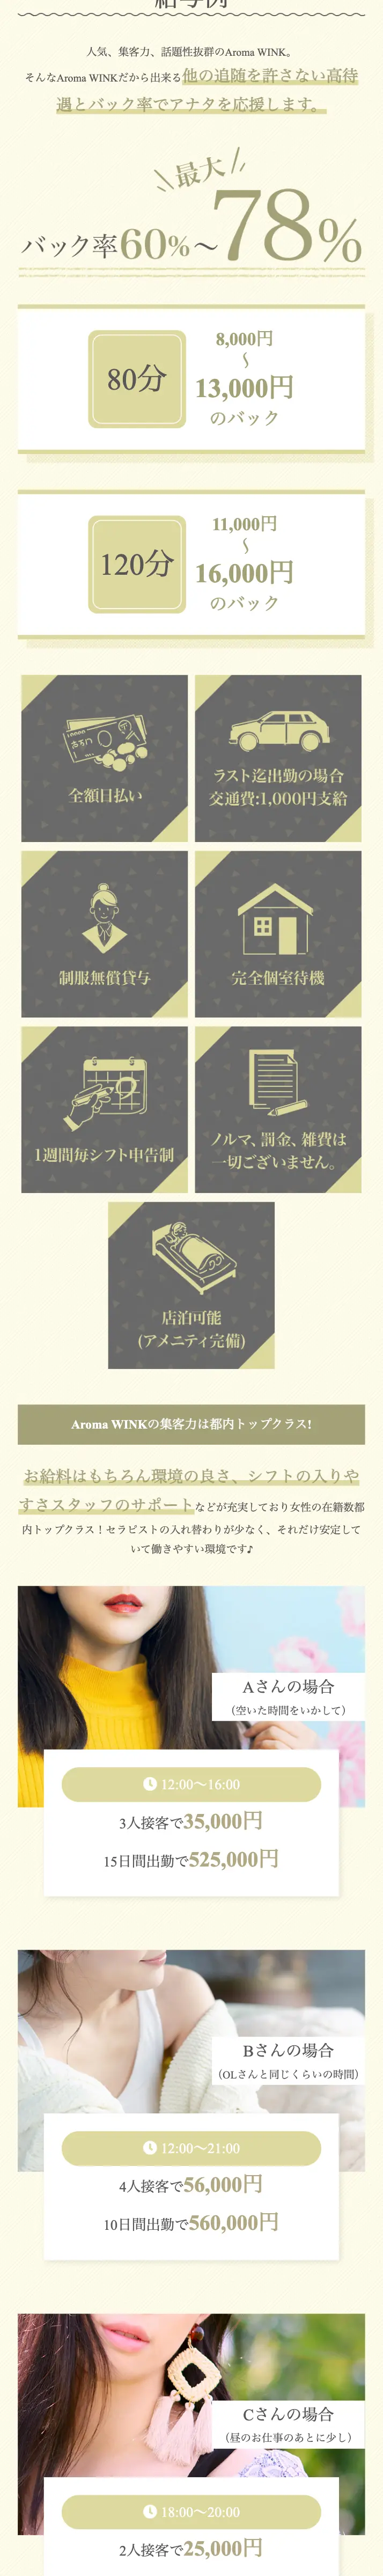 給与例
人気、集客力、話題性抜群のAroma WINK。
そんなAroma WINKだから出来る他の追随を許さない高待
遇とバック率でアナタを応援します。
最大
バック率60%〜78%
80分
8,000円
〜
13,000円
のバック
120分
11,000円
〜
16,000円
のバック
全額日払い
ラスト迄出勤の場合
交通費:1,000円支給
制服無償貸与
完全個室待機
1週間毎シフト申告制
ノルマ、罰金、雑費は
一切ございません。
店泊可能
(アメニティ完備)
Aroma WINKの集客力は都内トップクラス!
お給料はもちろん環境の良さ、シフトの入りや
すさスタッフのサポートなどが充実しており女性の在籍数都
内トップクラス！セラピストの入れ替わりが少なく、それだけ安定して
いて働きやすい環境です♪
Aさんの場合
（空いた時間をいかして）
12:00〜16:00
3人接客で35,000円
15日間出勤で525,000円
Bさんの場合
（OLさんと同じくらいの時間）
12:00〜21:00
4人接客で56,000円
10日間出勤で560,000円
Cさんの場合
（昼のお仕事のあとに少し）
18:00〜20:00
2人接客で25,000円